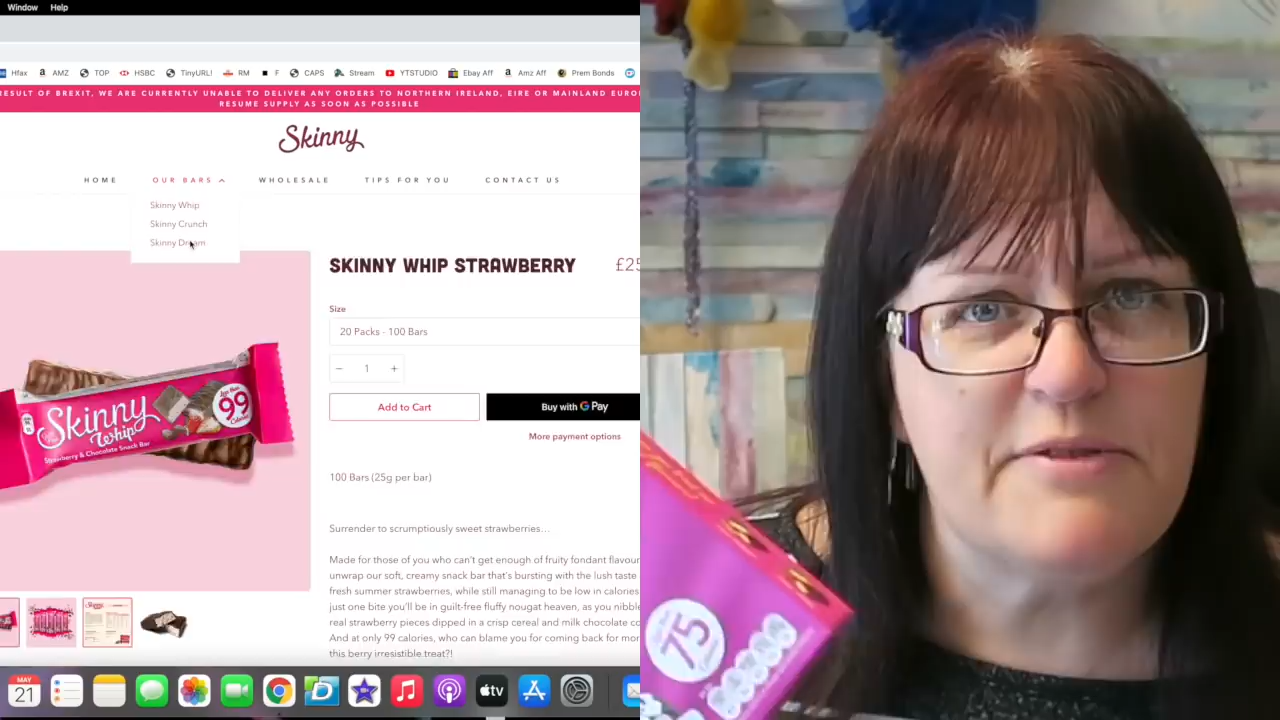 Window Help
Hfax AMZ TOP HSBC TinyURL! RM F CAPS Stream YTSTUDIO Ebay Aff Amz Aff Prem Bonds
RESULT OF BREXIT, WE ARE CURRENTLY UNABLE TO DELIVER ANY ORDERS TO NORTHERN IRELAND, EIRE OR MAINLAND EURO
RESUME SUPPLY AS SOON AS POSSIBLE
Skinny
HOME OUR BARS WHOLESALE TIPS FOR YOU CONTACT US
Skinny Whip
Skinny Crunch
Skinny Dream
SKINNY WHIP STRAWBERRY £25
Size
20 Packs - 100 Bars
− 1 +
Add to Cart Buy with G Pay
More payment options
Skinny
Whip
Strawberry & Chocolate Snack Bar
99
100 Bars (25g per bar)
Surrender to scrumptiously sweet strawberries…
Made for those of you who can't get enough of fruity fondant flavou
unwrap our soft, creamy snack bar that's bursting with the lush taste
fresh summer strawberries, while still managing to be low in calories
just one bite you'll be in guilt-free fluffy nougat heaven, as you nibble
real strawberry pieces dipped in a crisp cereal and milk chocolate co
And at only 99 calories, who can blame you for coming back for mor
this berry irresistible treat?!
MAY
21
tv
75